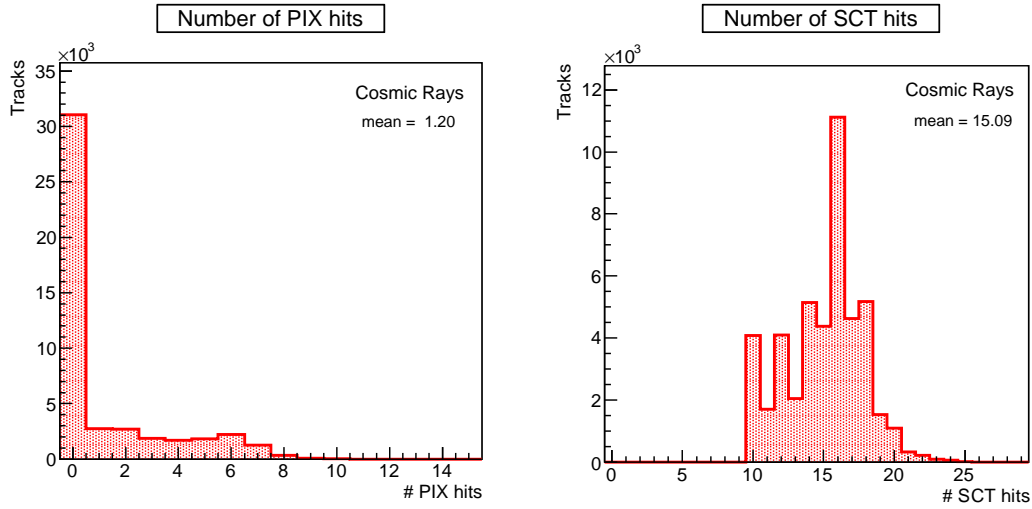 Number of PIX hits
×10³
Tracks
35
30
25
20
15
10
5
0
Cosmic Rays
mean = 1.20
0 2 4 6 8 10 12 14
# PIX hits
Number of SCT hits
×10³
Tracks
12
10
8
6
4
2
0
Cosmic Rays
mean = 15.09
0 5 10 15 20 25
# SCT hits